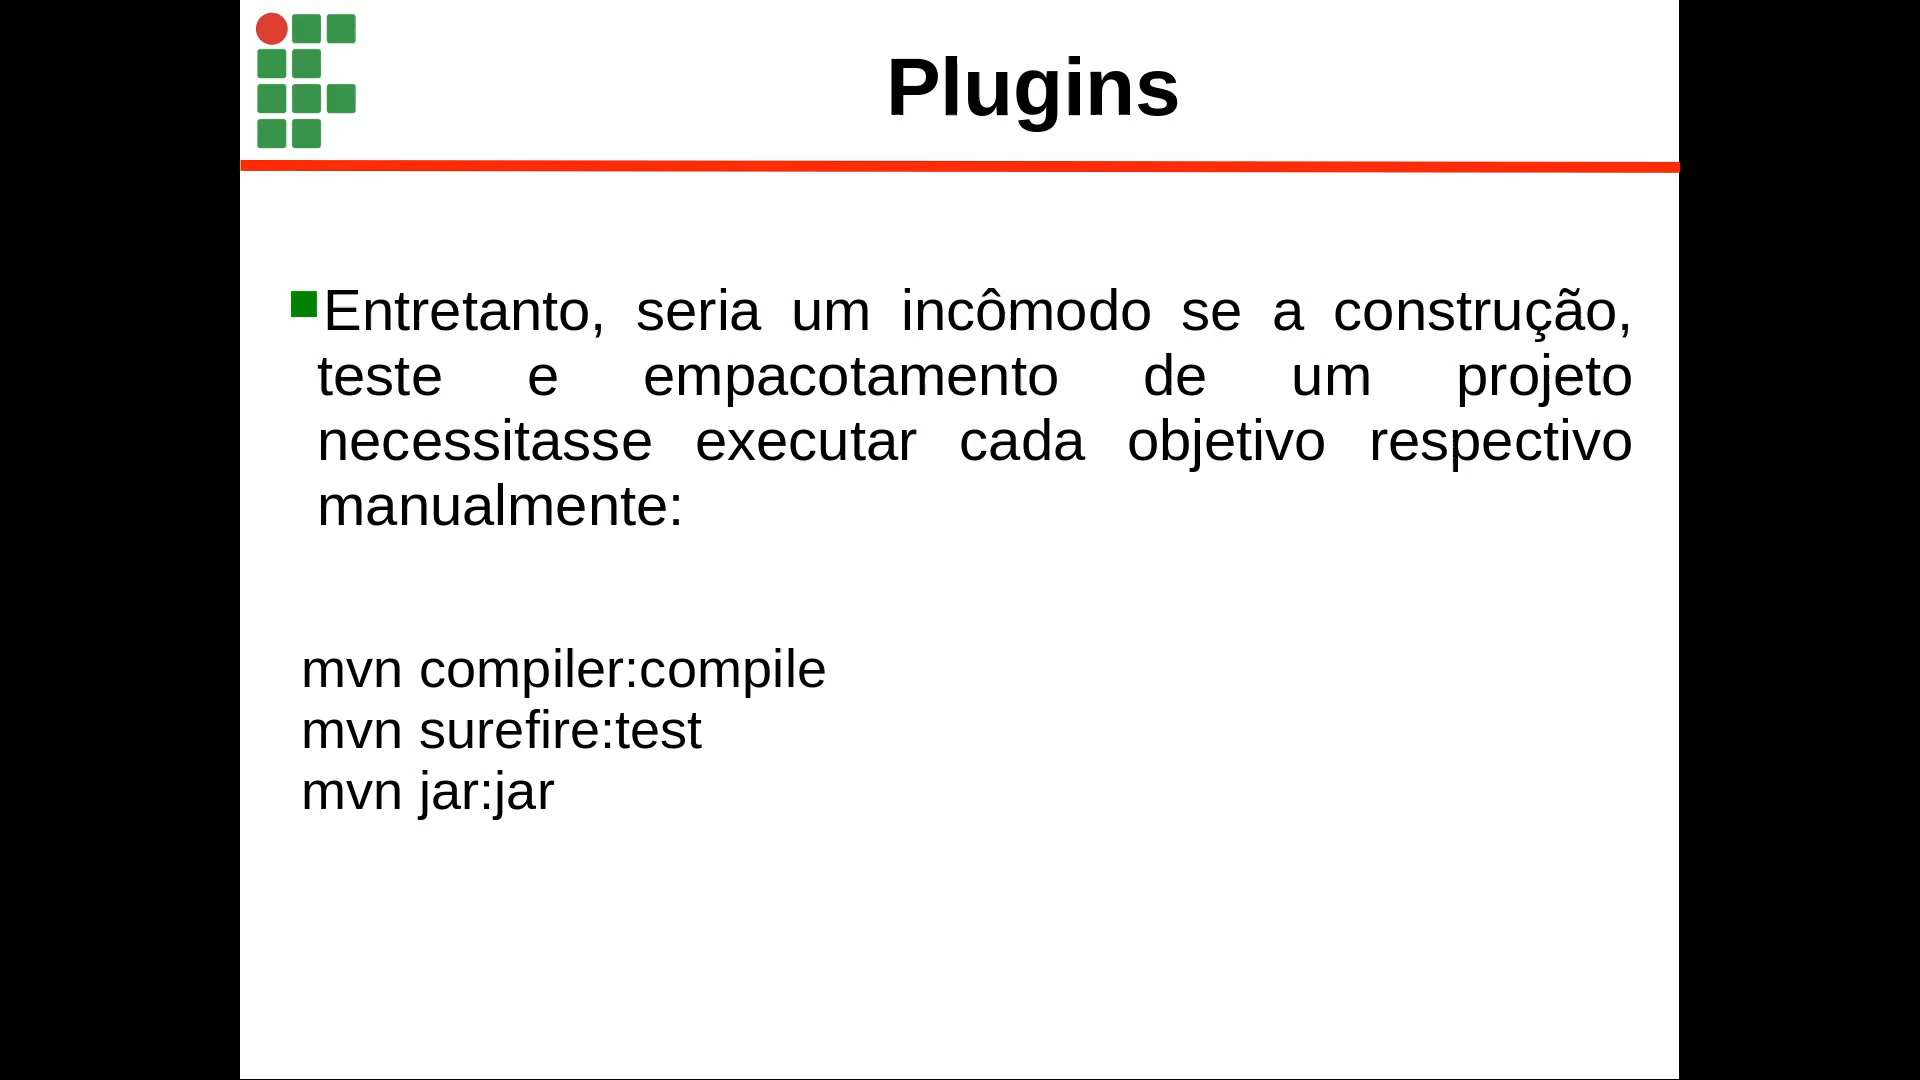 Plugins
Entretanto, seria um incômodo se a construção,
teste e empacotamento de um projeto
necessitasse executar cada objetivo respectivo
manualmente:
mvn compiler:compile
mvn surefire:test
mvn jar:jar